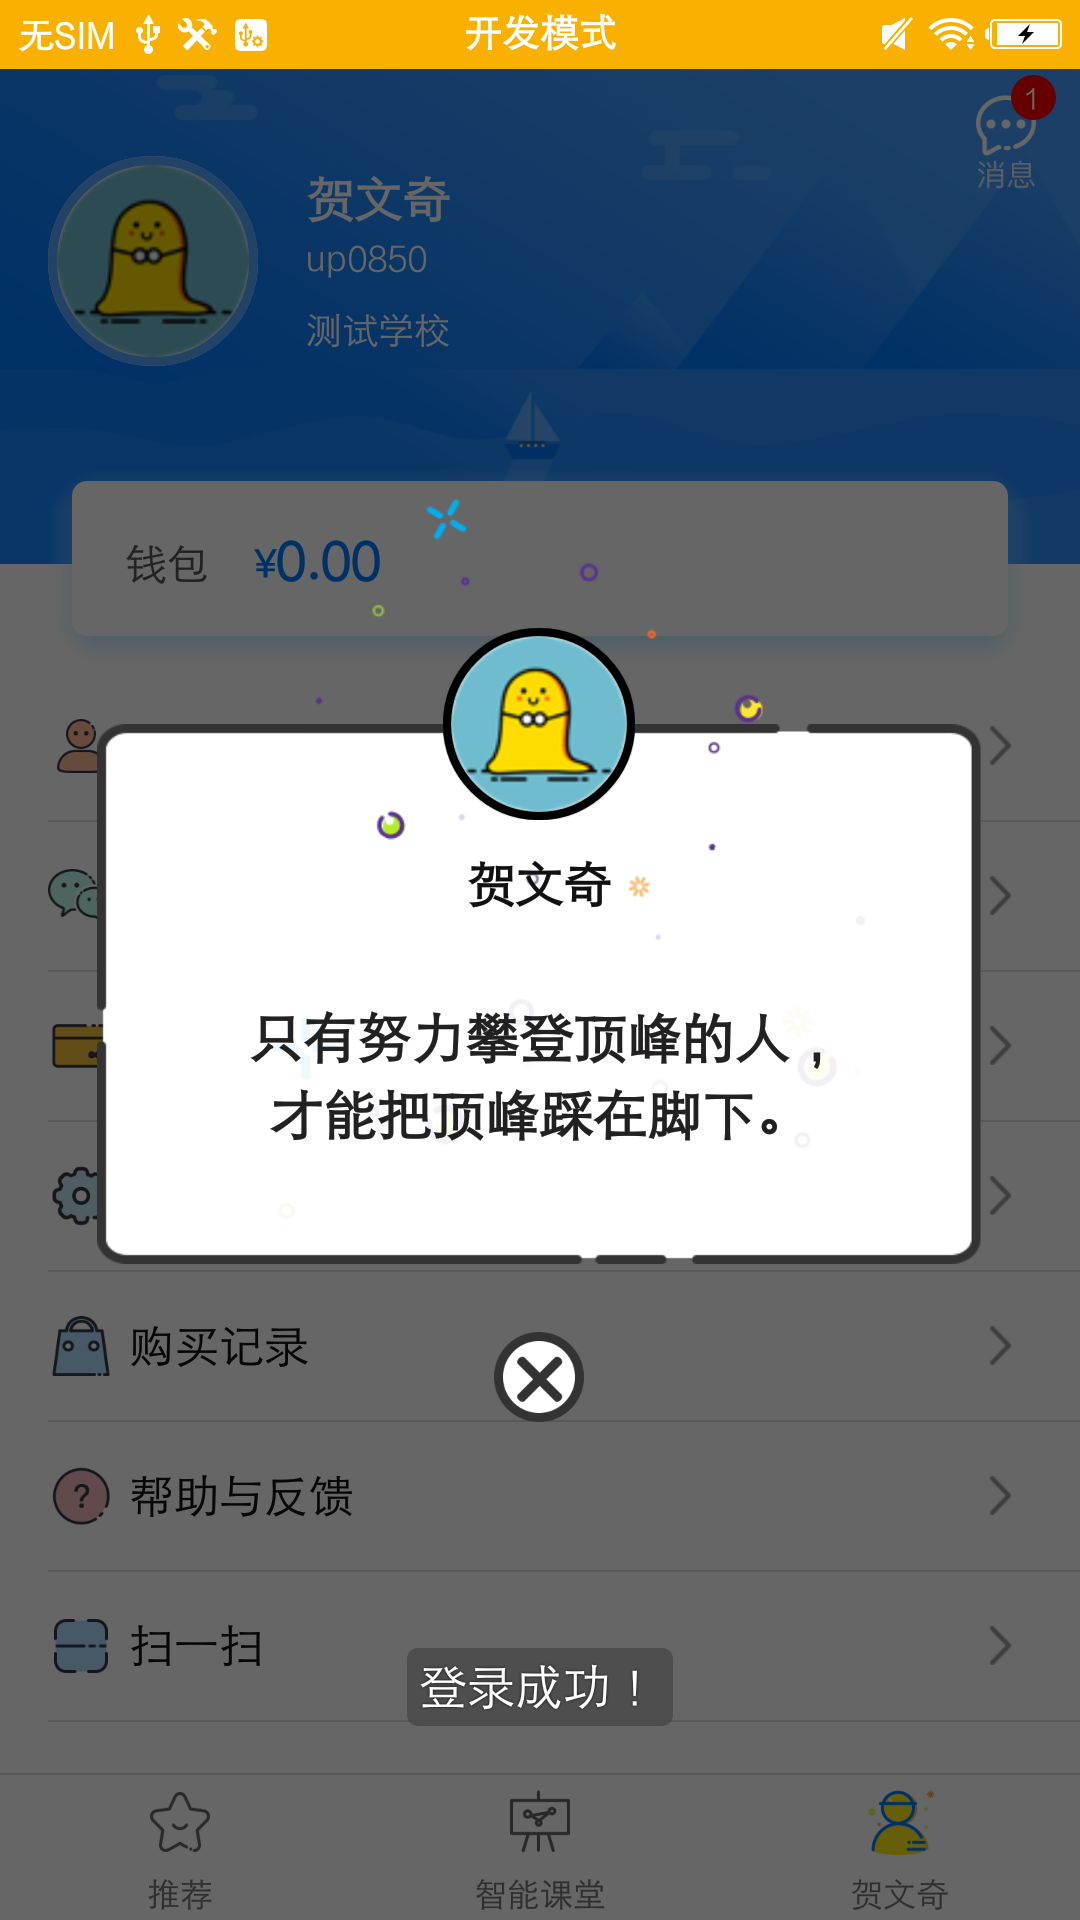 无SIM
开发模式
1
消息
贺文奇
up0850
测试学校
钱包 ¥0.00
贺文奇
只有努力攀登顶峰的人，
才能把顶峰踩在脚下。
购买记录
?
帮助与反馈
扫一扫
登录成功！
推荐
智能课堂
贺文奇